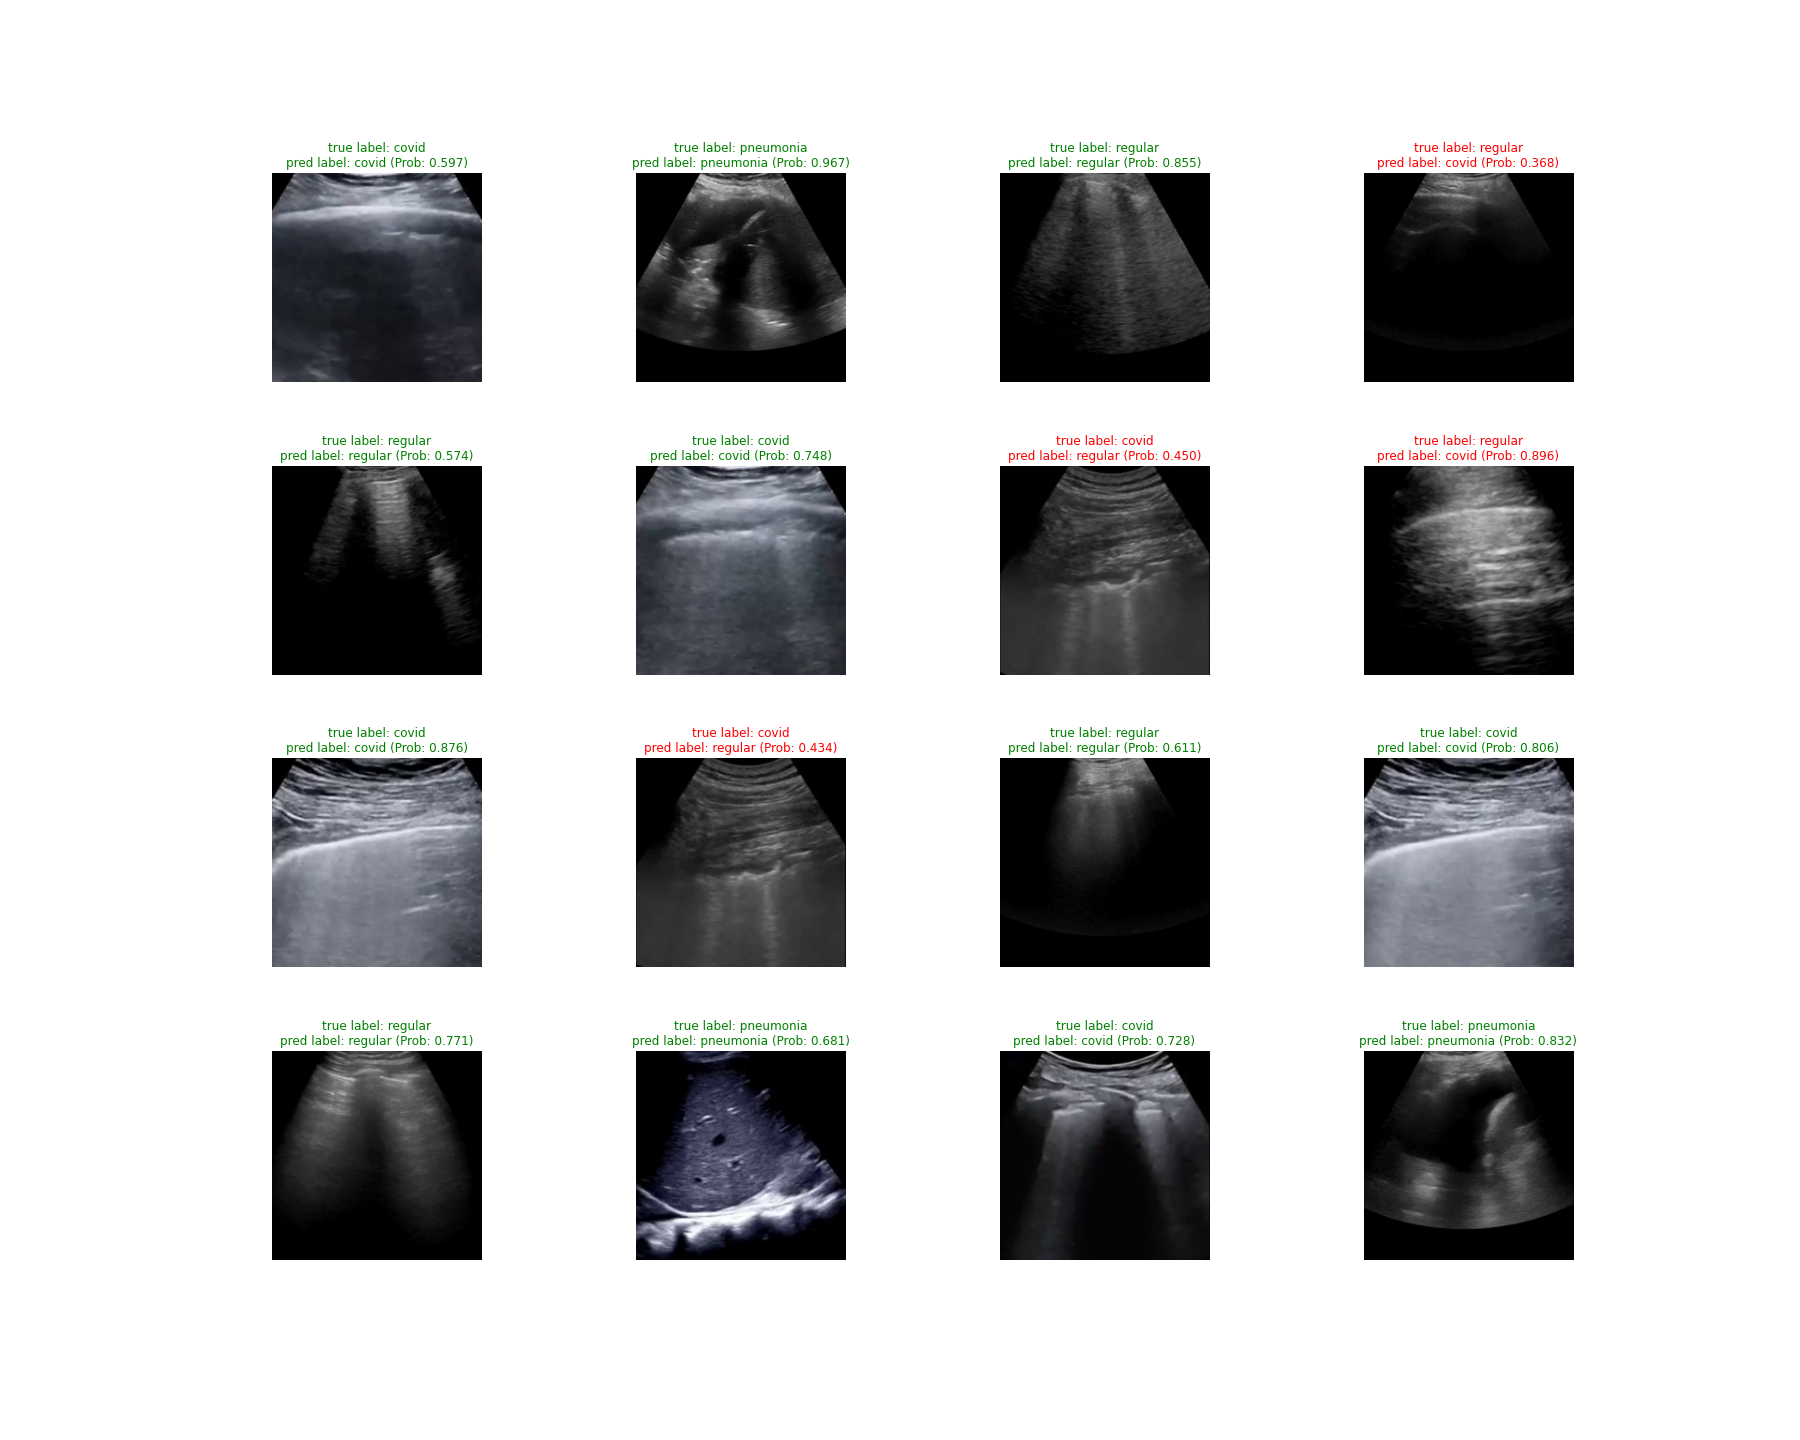 true label: covid
pred label: covid (Prob: 0.597)
true label: pneumonia
pred label: pneumonia (Prob: 0.967)
true label: regular
pred label: regular (Prob: 0.855)
true label: regular
pred label: covid (Prob: 0.368)
true label: regular
pred label: regular (Prob: 0.574)
true label: covid
pred label: covid (Prob: 0.748)
true label: covid
pred label: regular (Prob: 0.450)
true label: regular
pred label: covid (Prob: 0.896)
true label: covid
pred label: covid (Prob: 0.876)
true label: covid
pred label: regular (Prob: 0.434)
true label: regular
pred label: regular (Prob: 0.611)
true label: covid
pred label: covid (Prob: 0.806)
true label: regular
pred label: regular (Prob: 0.771)
true label: pneumonia
pred label: pneumonia (Prob: 0.681)
true label: covid
pred label: covid (Prob: 0.728)
true label: pneumonia
pred label: pneumonia (Prob: 0.832)